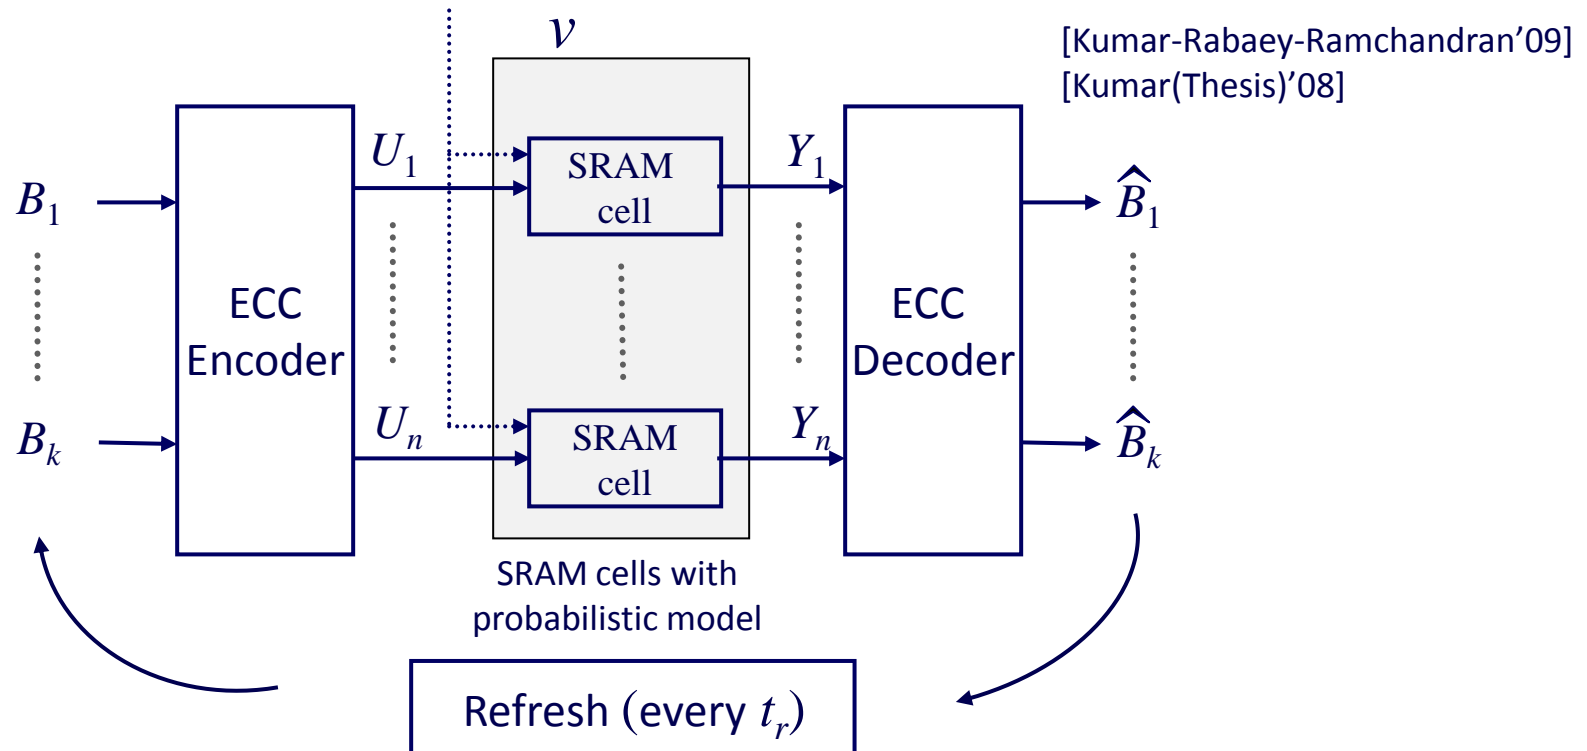 v
[Kumar-Rabaey-Ramchandran’09]
[Kumar(Thesis)’08]
B₁
Bₖ
ECC
Encoder
U₁
Uₙ
SRAM
cell
SRAM
cell
Y₁
Yₙ
ECC
Decoder
B̂₁
B̂ₖ
SRAM cells with
probabilistic model
Refresh (every tᵣ)